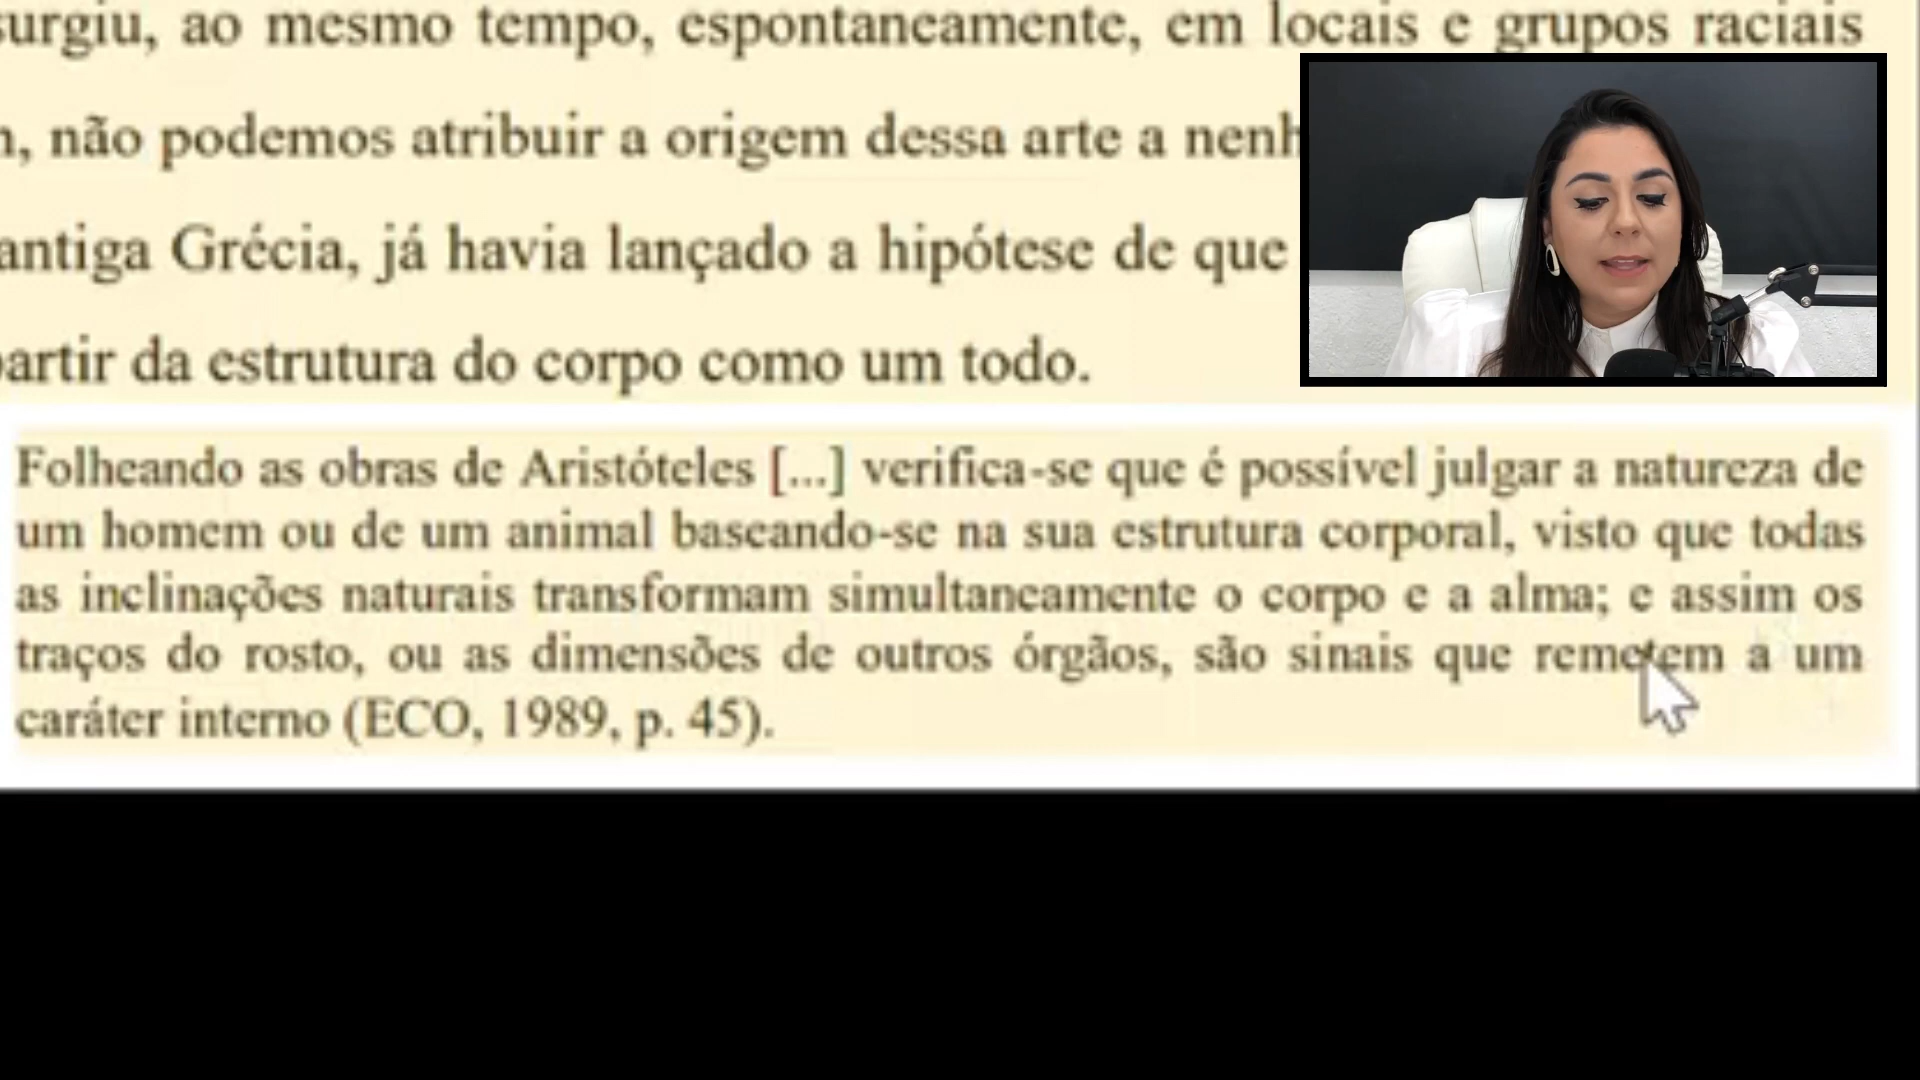 surgiu, ao mesmo tempo, espontaneamente, em locais e grupos raciais
, não podemos atribuir a origem dessa arte a nenh
antiga Grécia, já havia lançado a hipótese de que
partir da estrutura do corpo como um todo.
Folheando as obras de Aristóteles [...] verifica-se que é possível julgar a natureza de
um homem ou de um animal baseando-se na sua estrutura corporal, visto que todas
as inclinações naturais transformam simultaneamente o corpo e a alma; e assim os
traços do rosto, ou as dimensões de outros órgãos, são sinais que remetem a um
caráter interno (ECO, 1989, p. 45).